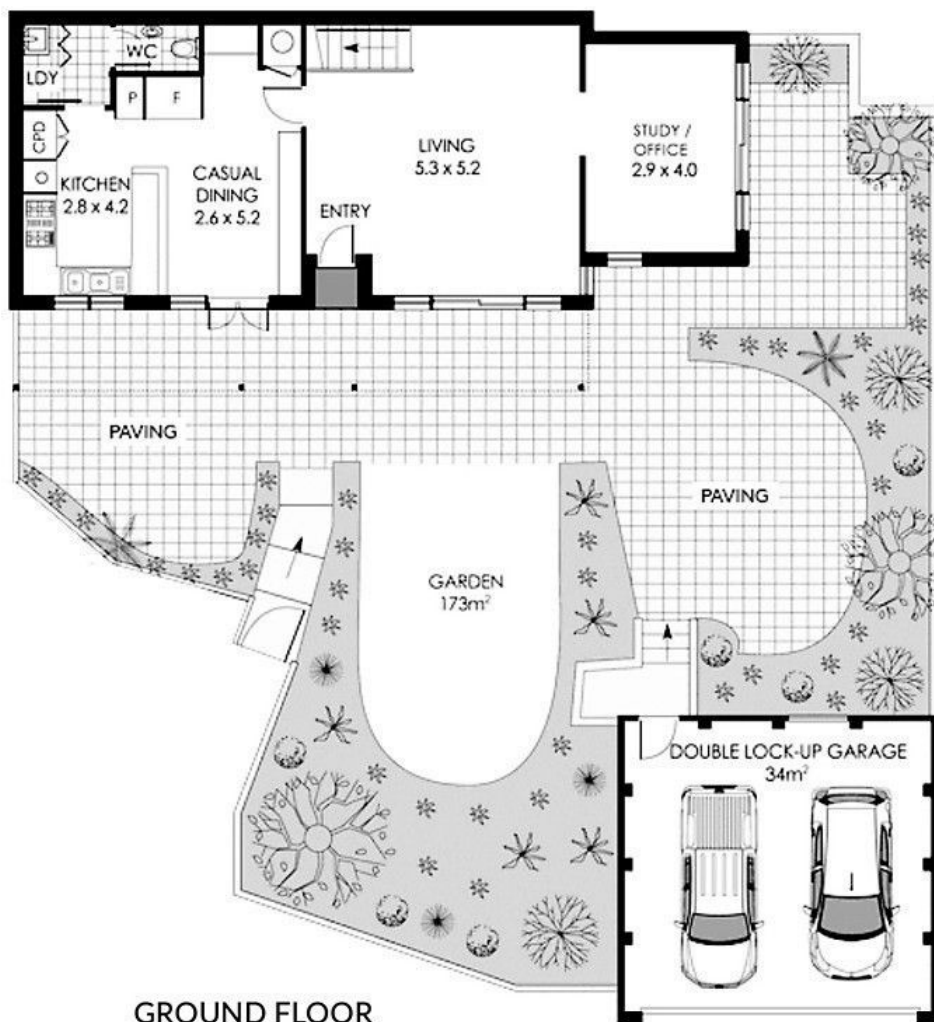 WC
LDY
P
F
CPD
KITCHEN
2.8 x 4.2
CASUAL
DINING
2.6 x 5.2
LIVING
5.3 x 5.2
ENTRY
STUDY /
OFFICE
2.9 x 4.0
PAVING
PAVING
GARDEN
173m²
DOUBLE LOCK-UP GARAGE
34m²
GROUND FLOOR